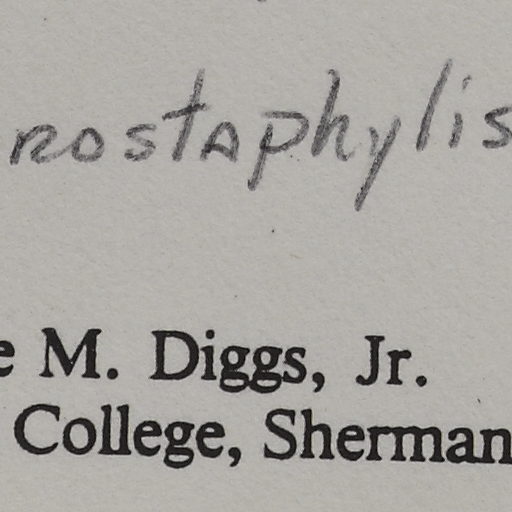 rostaphylis
e M. Diggs, Jr.
College, Sherman